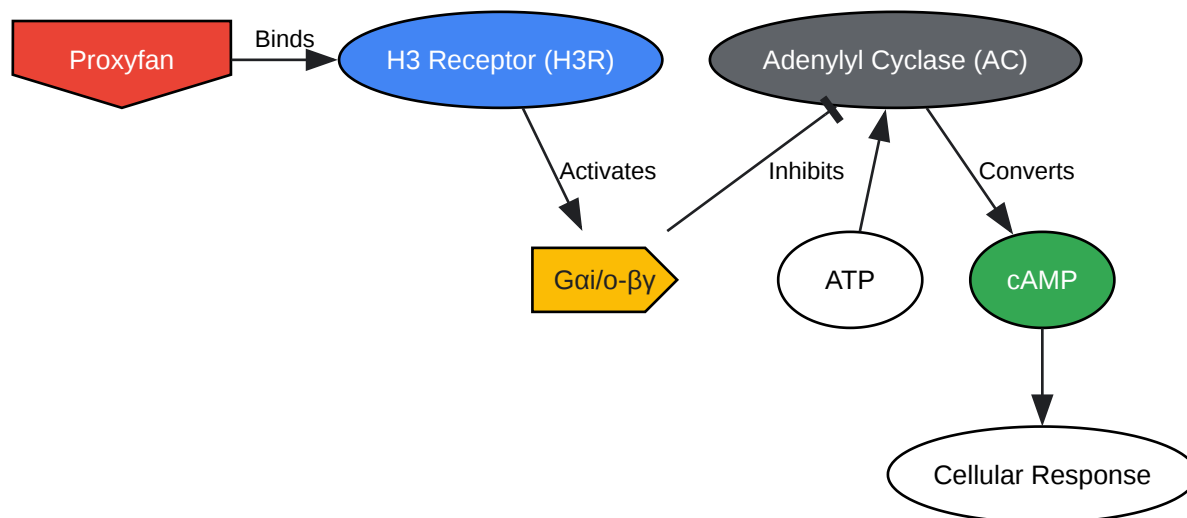 Proxyfan
Binds
H3 Receptor (H3R)
Adenylyl Cyclase (AC)
Activates
Inhibits
Converts
Gαi/o-βγ
ATP
cAMP
Cellular Response